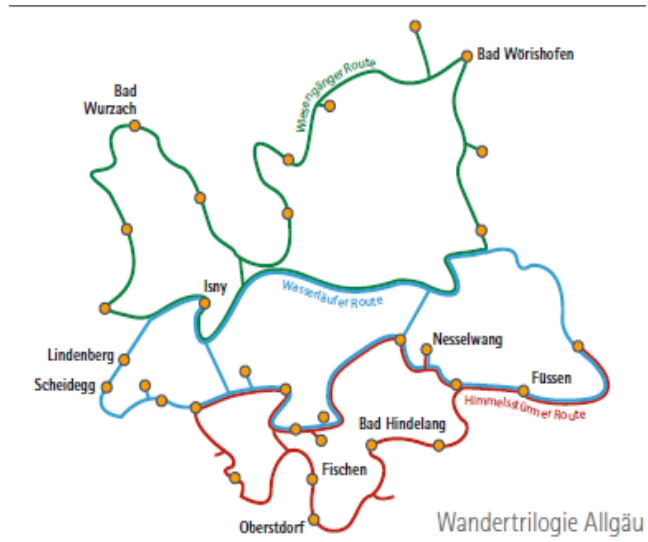 Bad Wörishofen
Wiesengänger Route
Bad
Wurzach
Isny
Wasserläufer Route
Nesselwang
Lindenberg
Scheidegg
Füssen
Himmelsstürmer Route
Bad Hindelang
Fischen
Oberstdorf
Wandertrilogie Allgäu